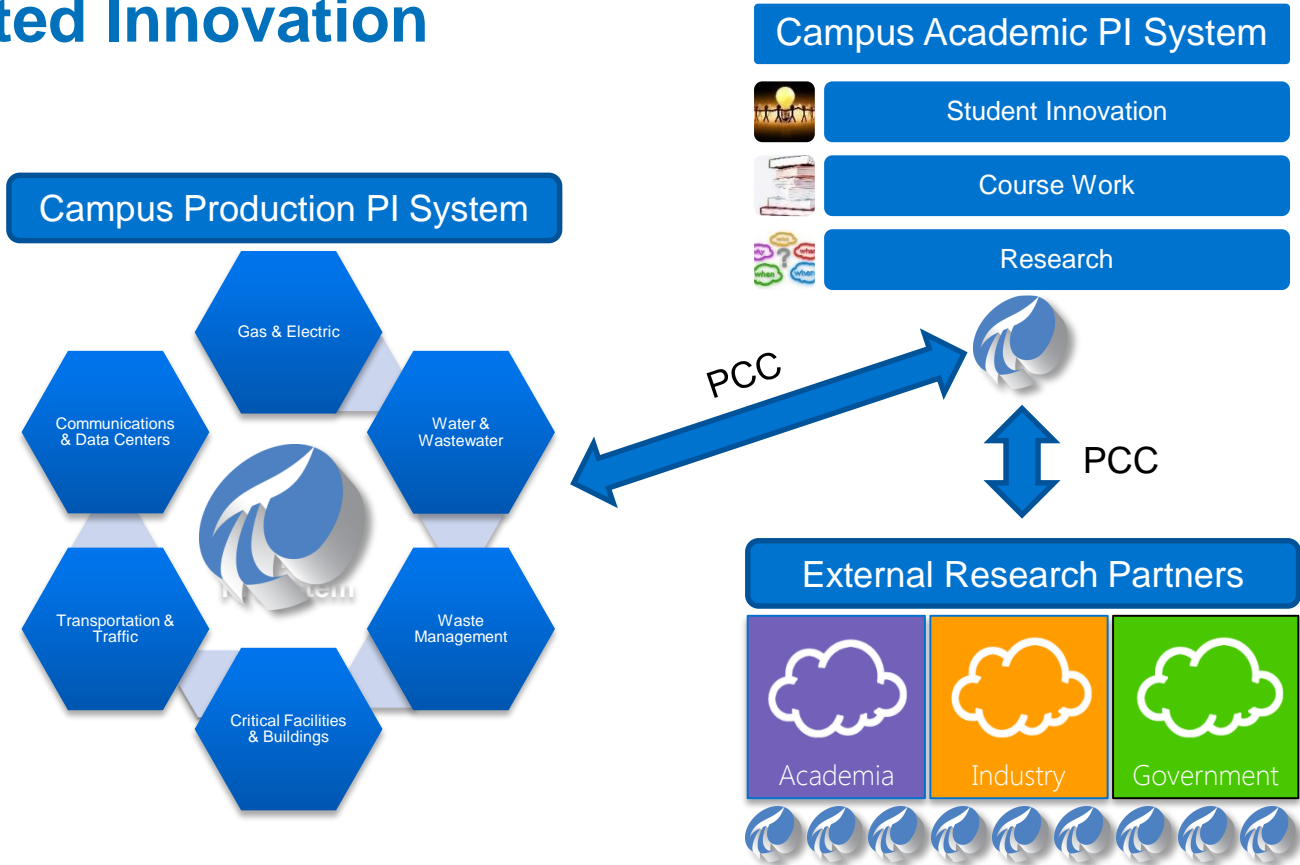 ted Innovation
Campus Academic PI System
Student Innovation
Course Work
Research
Campus Production PI System
Gas & Electric
Communications
& Data Centers
Water &
Wastewater
Transportation &
Traffic
Waste
Management
Critical Facilities
& Buildings
PCC
PCC
External Research Partners
Academia
Industry
Government